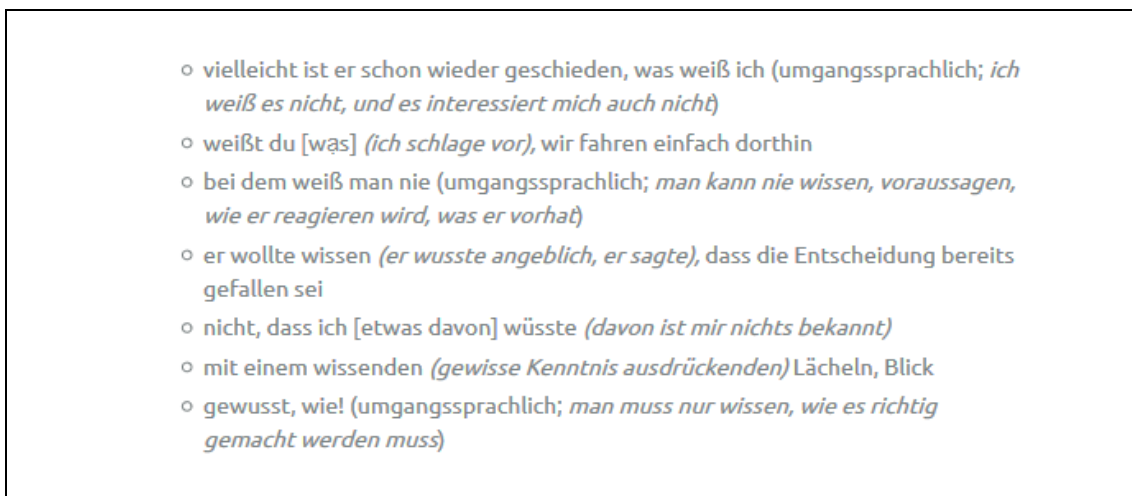 vielleicht ist er schon wieder geschieden, was weiß ich (umgangssprachlich; ich
weiß es nicht, und es interessiert mich auch nicht)
weißt du [wạs] (ich schlage vor), wir fahren einfach dorthin
bei dem weiß man nie (umgangssprachlich; man kann nie wissen, voraussagen,
wie er reagieren wird, was er vorhat)
er wollte wissen (er wusste angeblich, er sagte), dass die Entscheidung bereits
gefallen sei
nicht, dass ich [etwas davon] wüsste (davon ist mir nichts bekannt)
mit einem wissenden (gewisse Kenntnis ausdrückenden) Lächeln, Blick
gewusst, wie! (umgangssprachlich; man muss nur wissen, wie es richtig
gemacht werden muss)